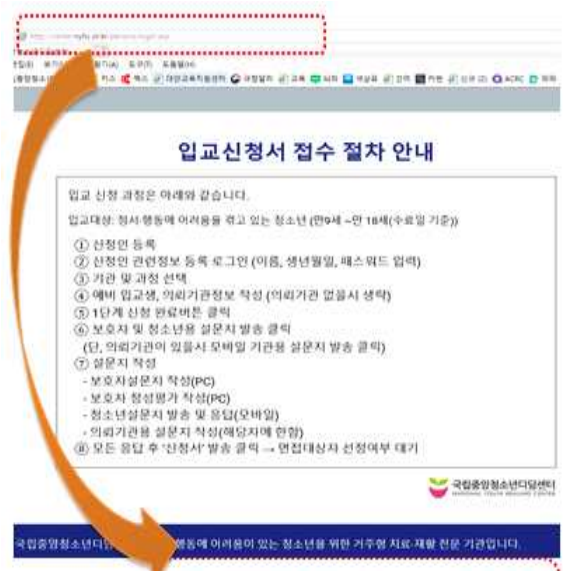 입교신청서 접수 절차 안내
입교 신청 과정은 아래와 같습니다.
입교대상: 정서·행동에 어려움을 겪고 있는 청소년 (만9세 ~만 18세(수료일 기준))
① 신청인 등록
② 신청인 관련정보 등록 로그인 (이름, 생년월일, 패스워드 입력)
③ 기관 및 과정 선택
④ 예비 입교생, 의뢰기관정보 작성 (의뢰기관 없을시 생략)
⑤ 1단계 신청 완료버튼 클릭
⑥ 보호자 및 청소년용 설문지 발송 클릭
(단, 의뢰기관이 있을시 모바일 기관용 설문지 발송 클릭)
⑦ 설문지 작성
- 보호자설문지 작성(PC)
- 보호자 정성평가 작성(PC)
- 청소년설문지 발송 및 응답(모바일)
- 의뢰기관용 설문지 작성(해당자에 한함)
⑧ 모든 응답 후 '신청서' 발송 클릭 → 면접대상자 선정여부 대기
국립중앙청소년디딤센터
국립중앙청소년디딤 행동에 어려움이 있는 청소년을 위한 거주형 치료·재활 전문 기관입니다.